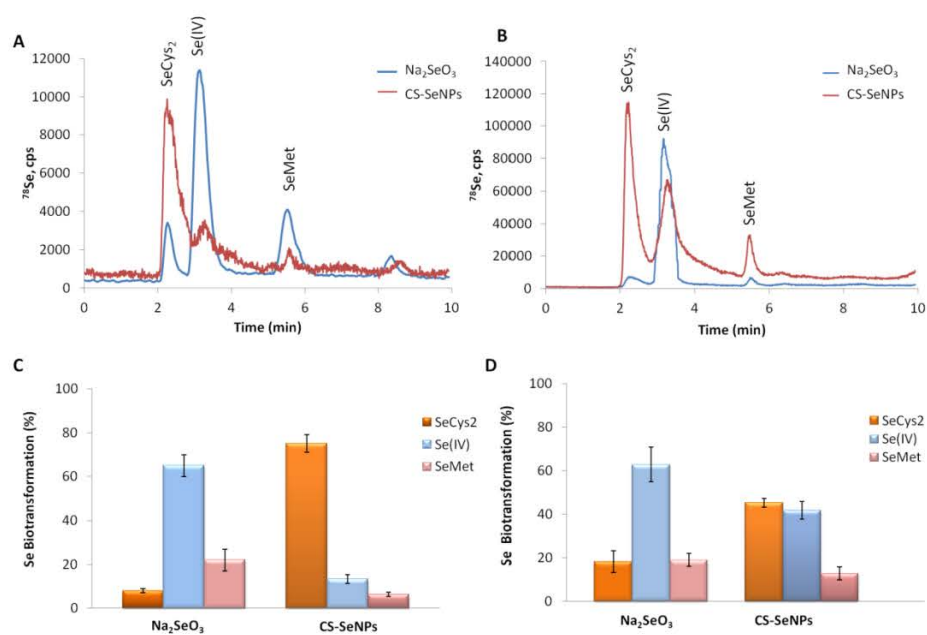 A
SeCys₂
Se(IV)
SeMet
Na₂SeO₃
CS-SeNPs
12000
10000
8000
6000
4000
2000
0
⁷⁸Se, cps
0 2 4 6 8 10
Time (min)
B
SeCys₂
Se(IV)
SeMet
Na₂SeO₃
CS-SeNPs
140000
120000
100000
80000
60000
40000
20000
0
⁷⁸Se, cps
0 2 4 6 8 10
Time (min)
C
100
80
60
40
20
0
Se Biotransformation (%)
SeCys2
Se(IV)
SeMet
Na₂SeO₃ CS-SeNPs
D
100
80
60
40
20
0
Se Biotransformation (%)
SeCys2
Se(IV)
SeMet
Na₂SeO₃ CS-SeNPs